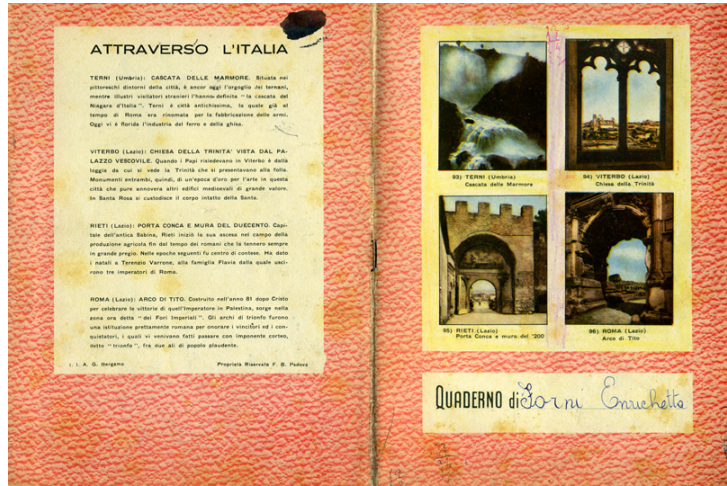 ATTRAVERSO L'ITALIA
TERNI (Umbria): CASCATA DELLE MARMORE. Situata nei
pittoreschi dintorni della città, è ancor oggi l'orgoglio dei ternani,
mentre illustri visitatori stranieri l'hanno definita "la cascata del
Niagara d'Italia". Terni è città antichissima, la quale già al
tempo di Roma era rinomata per la fabbricazione delle armi.
Oggi vi è florida l'industria del ferro e della ghisa.
VITERBO (Lazio): CHIESA DELLA TRINITA' VISTA DAL PA-
LAZZO VESCOVILE. Quando i Papi risiedevano in Viterbo è dalla
loggia da cui si vede la Trinità che si presentavano alla folla.
Monumenti entrambi, quindi, di un'epoca d'oro per l'arte in questa
città che pure annovera altri edifici medioevali di grande valore.
In Santa Rosa si custodisce il corpo intatto della Santa.
RIETI (Lazio): PORTA CONCA E MURA DEL DUECENTO. Capi-
tale dell'antica Sabina, Rieti iniziò la sua ascesa nel campo della
produzione agricola fin dal tempo dei romani che la tennero sempre
in grande pregio. Nelle epoche seguenti fu centro di contese. Ha dato
i natali a Terenzio Varrone, alla famiglia Flavia dalla quale usci-
rono tre imperatori di Roma.
ROMA (Lazio): ARCO DI TITO. Costruito nell'anno 81 dopo Cristo
per celebrare le vittorie di quell'imperatore in Palestina, sorge nella
zona detta "dei Fori Imperiali". Gli archi di trionfo furono
una istituzione prettamente romana per onorare i vincitori ed i con-
quistatori, i quali vi venivano fatti passare con imponente corteo,
detto "trionfo", fra due ali di popolo plaudente.
I. I. A. G. Bergamo Proprietà Riservata F. B. Padova
93) TERNI (Umbria)
Cascata delle Marmore
94) VITERBO (Lazio)
Chiesa della Trinità
95) RIETI (Lazio)
Porta Conca e mura del '200
96) ROMA (Lazio)
Arco di Tito
QUADERNO di Sorni Enrichetta